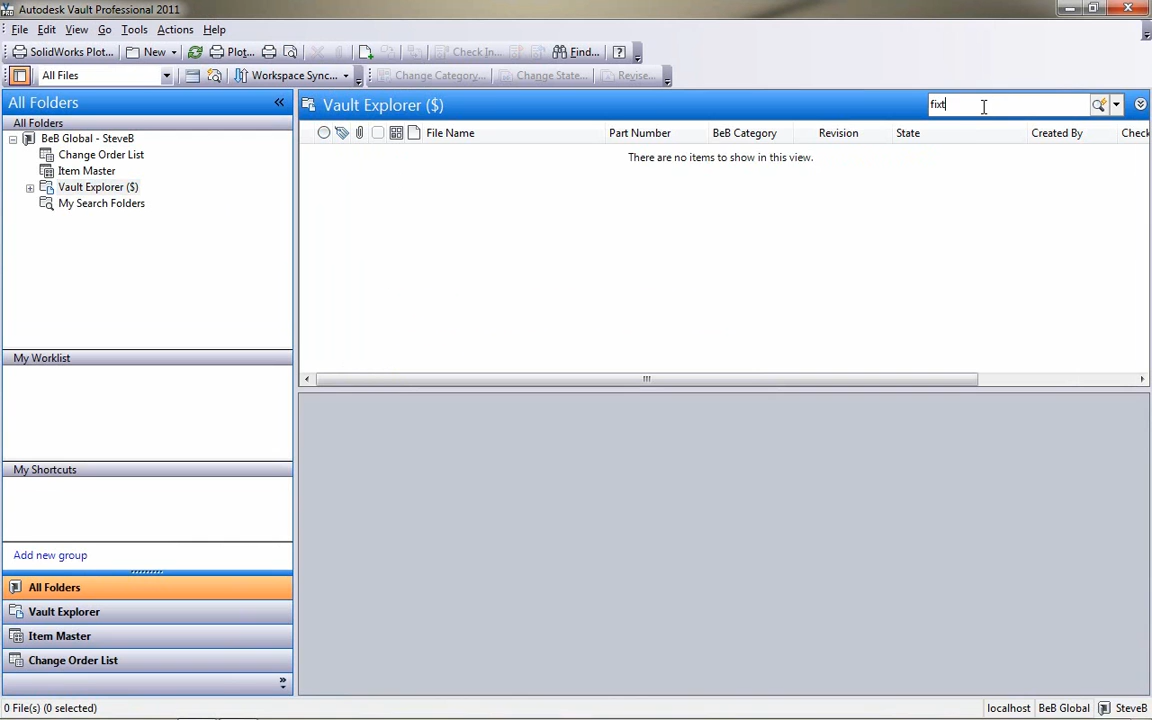 Autodesk Vault Professional 2011
File Edit View Go Tools Actions Help
SolidWorks Plot... New Plot... Check In... Find...
All Files Workspace Sync... Change Category... Change State... Revise...
All Folders
Vault Explorer ($)
fixt
All Folders
BeB Global - SteveB
Change Order List
Item Master
Vault Explorer ($)
My Search Folders
File Name Part Number BeB Category Revision State Created By Check
There are no items to show in this view.
My Worklist
My Shortcuts
Add new group
All Folders
Vault Explorer
Item Master
Change Order List
0 File(s) (0 selected)
localhost BeB Global SteveB